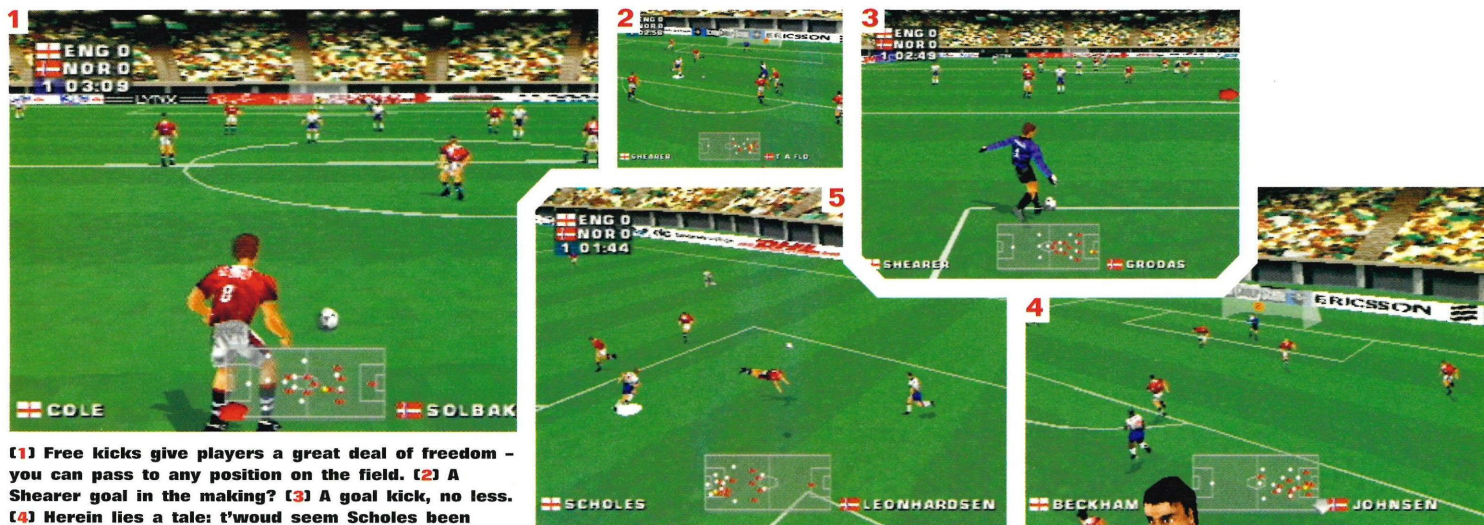 1
ENG 0
NOR 0
1 03:09
LYNX
8
COLE
SOLBAK
2
ENG 0
NOR 0
02:58
ERICSSON
SHEARER
T A FLO
3
ENG 0
NOR 0
1 02:49
1
SHEARER
GRODAS
5
ENG 0
NOR 0
1 01:44
DHL
SCHOLES
LEONHARDSEN
4
ERICSSON
BECKHAM
JOHNSEN
(1) Free kicks give players a great deal of freedom –
you can pass to any position on the field. (2) A
Shearer goal in the making? (3) A goal kick, no less.
(4) Herein lies a tale: t'woud seem Scholes been